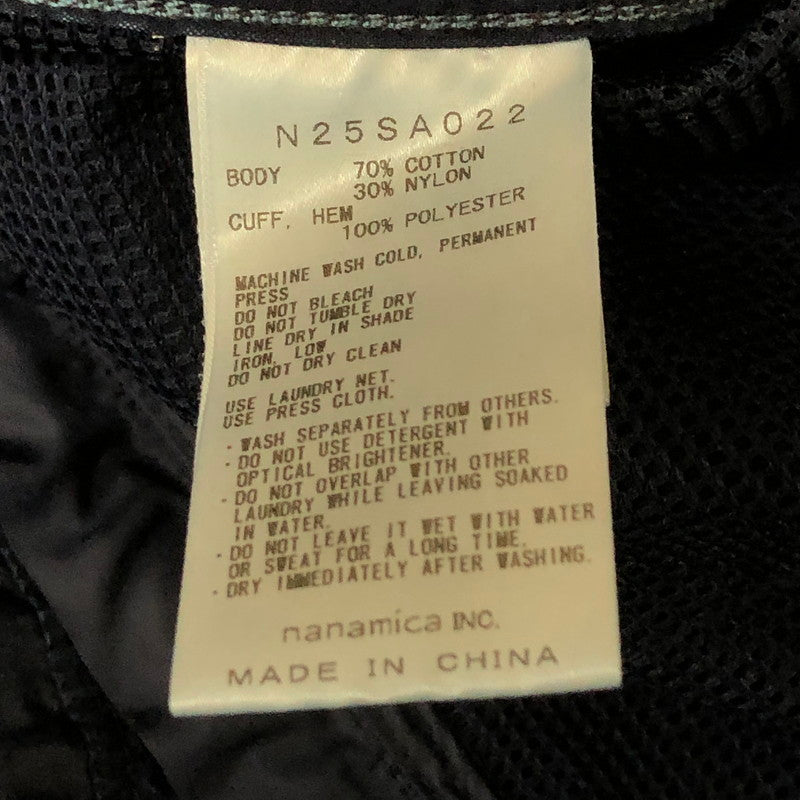 N25SA022
BODY 70% COTTON
30% NYLON
CUFF, HEM
100% POLYESTER
MACHINE WASH COLD, PERMANENT
PRESS
DO NOT BLEACH
DO NOT TUMBLE DRY
LINE DRY IN SHADE
IRON, LOW
DO NOT DRY CLEAN
USE LAUNDRY NET.
USE PRESS CLOTH.
· WASH SEPARATELY FROM OTHERS.
· DO NOT USE DETERGENT WITH
OPTICAL BRIGHTENER.
· DO NOT OVERLAP WITH OTHER
LAUNDRY WHILE LEAVING SOAKED
IN WATER.
· DO NOT LEAVE IT WET WITH WATER
OR SWEAT FOR A LONG TIME.
· DRY IMMEDIATELY AFTER WASHING.
nanamica INC.
MADE IN CHINA